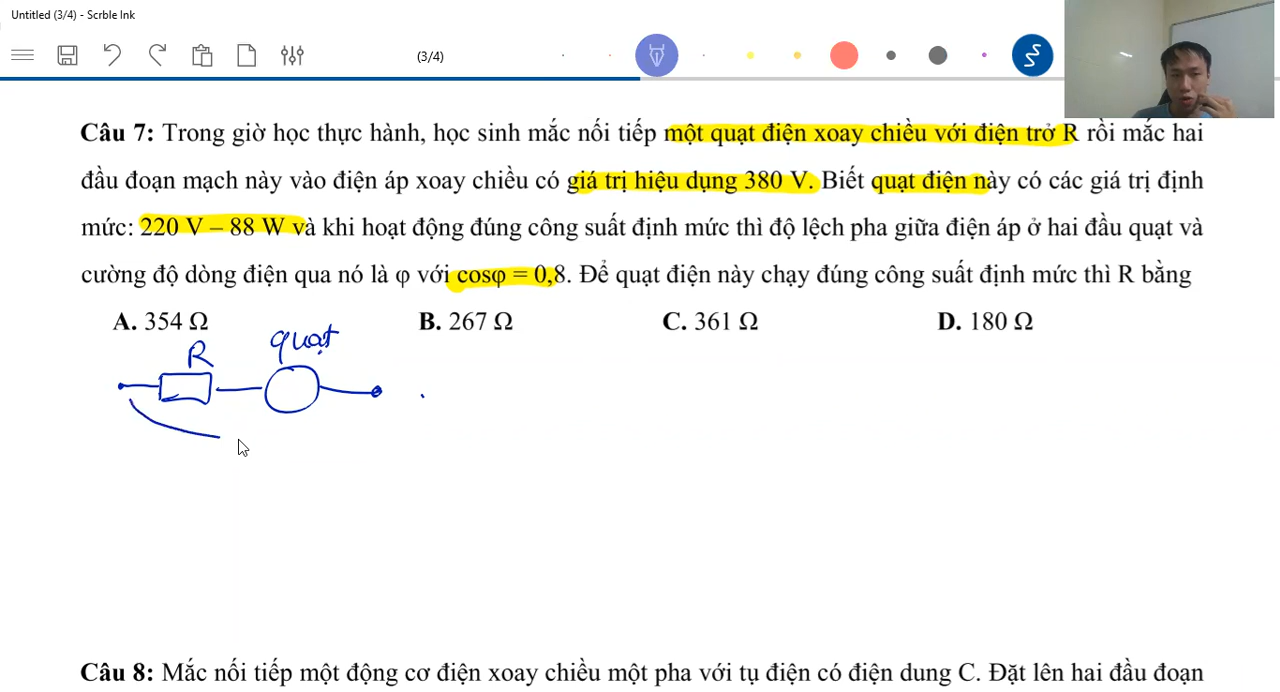 Untitled (3/4) - Scrble Ink
(3/4)
Câu 7: Trong giờ học thực hành, học sinh mắc nối tiếp một quạt điện xoay chiều với điện trở R rồi mắc hai
đầu đoạn mạch này vào điện áp xoay chiều có giá trị hiệu dụng 380 V. Biết quạt điện này có các giá trị định
mức: 220 V – 88 W và khi hoạt động đúng công suất định mức thì độ lệch pha giữa điện áp ở hai đầu quạt và
cường độ dòng điện qua nó là φ với cosφ = 0,8. Để quạt điện này chạy đúng công suất định mức thì R bằng
A. 354 Ω B. 267 Ω C. 361 Ω D. 180 Ω
R quạt
Câu 8: Mắc nối tiếp một động cơ điện xoay chiều một pha với tụ điện có điện dung C. Đặt lên hai đầu đoạn